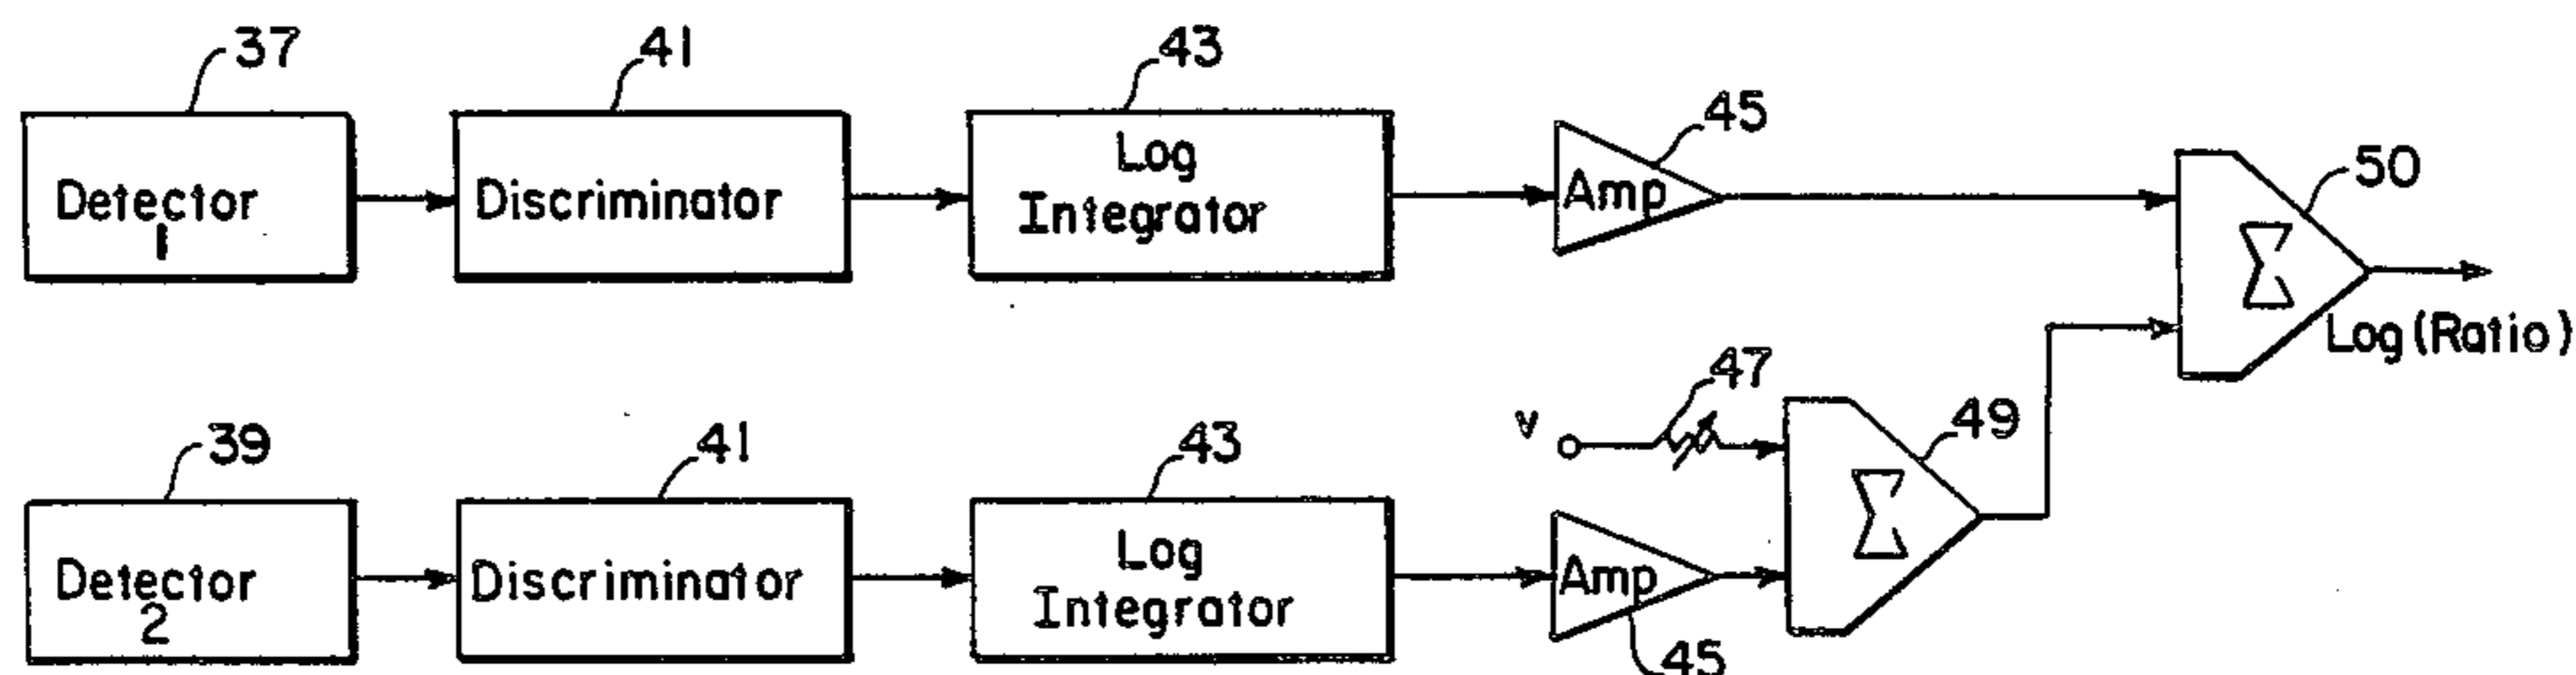 37
41
43
45
50
Detector
1
Discriminator
Log
Integrator
Amp
Σ
Log (Ratio)
39
41
43
v
47
49
Detector
2
Discriminator
Log
Integrator
Amp
Σ
45